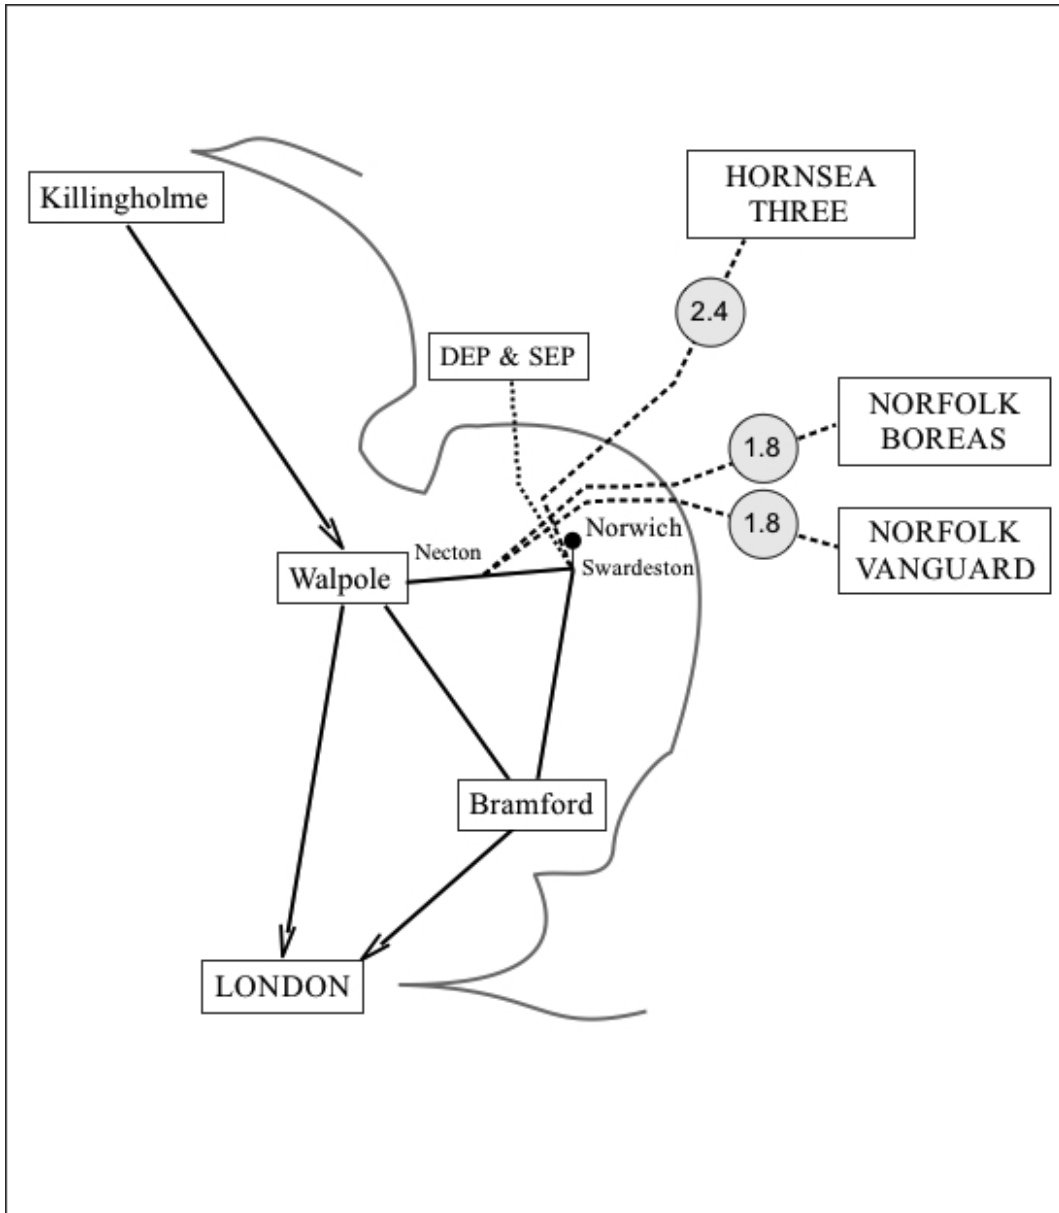 Killingholme
HORNSEA
THREE
2.4
DEP & SEP
NORFOLK
BOREAS
1.8
1.8
NORFOLK
VANGUARD
Norwich
Necton
Swardeston
Walpole
Bramford
LONDON